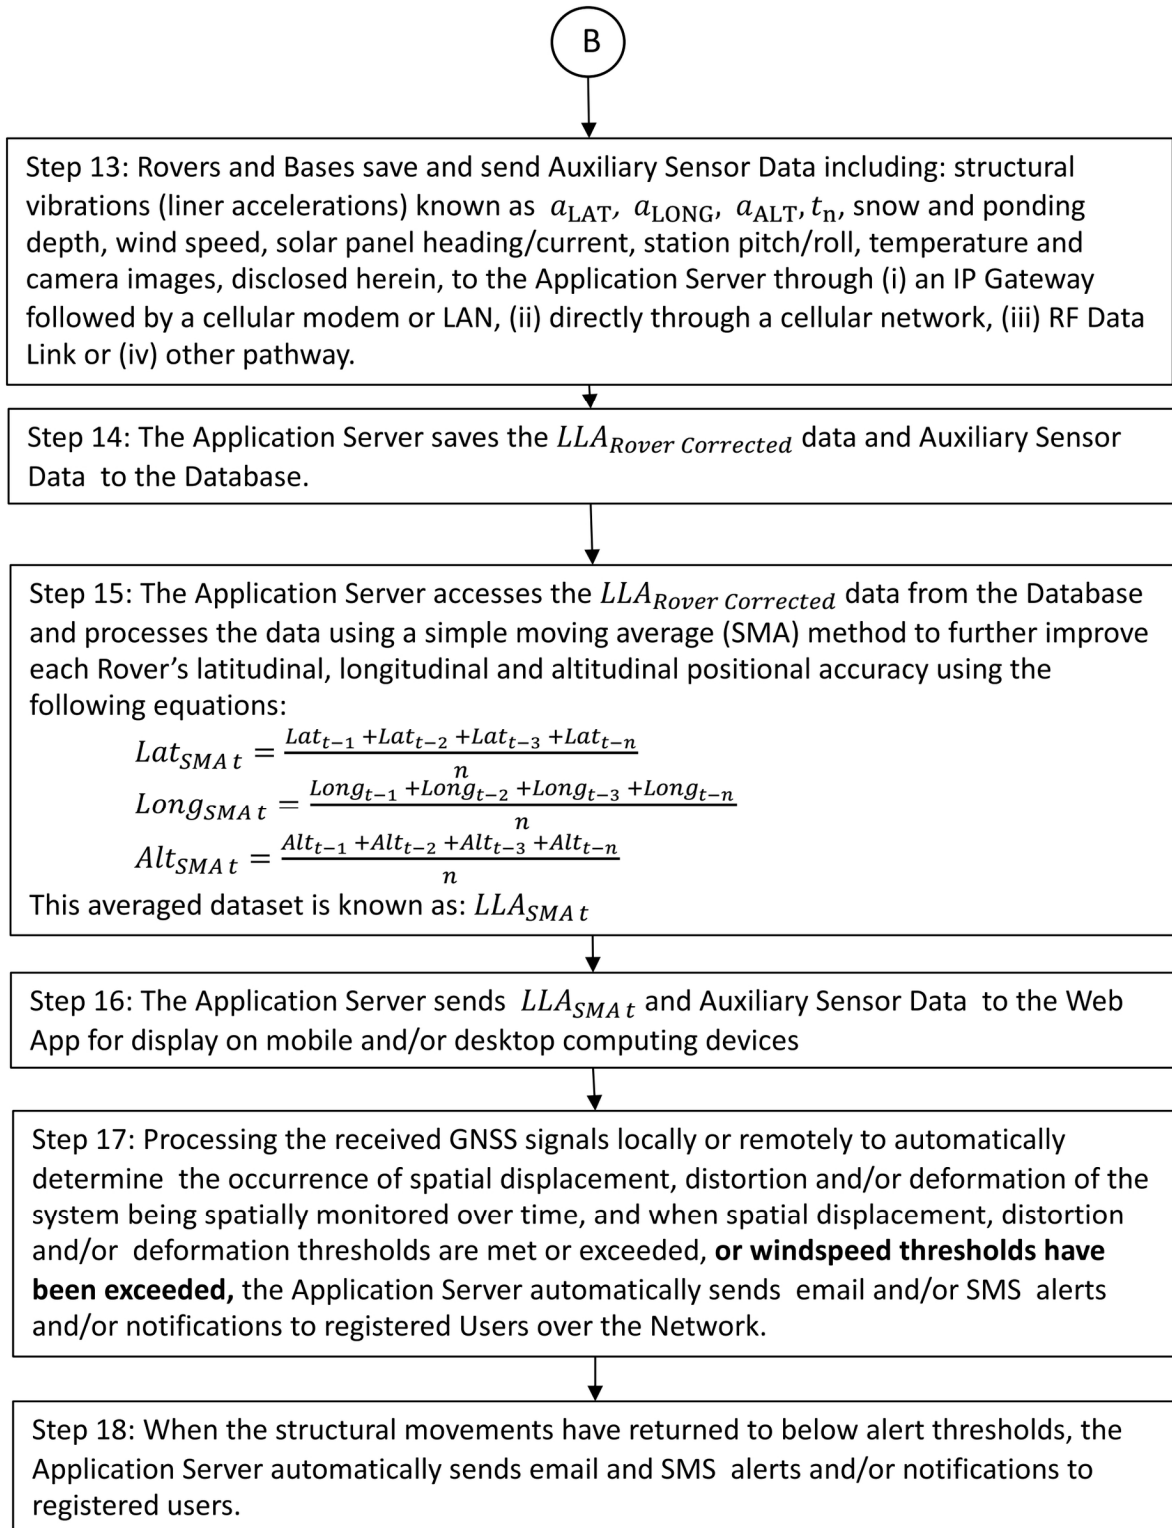 B
Step 13: Rovers and Bases save and send Auxiliary Sensor Data including: structural
vibrations (liner accelerations) known as a_LAT, a_LONG, a_ALT, t_n, snow and ponding
depth, wind speed, solar panel heading/current, station pitch/roll, temperature and
camera images, disclosed herein, to the Application Server through (i) an IP Gateway
followed by a cellular modem or LAN, (ii) directly through a cellular network, (iii) RF Data
Link or (iv) other pathway.
Step 14: The Application Server saves the LLA_Rover Corrected data and Auxiliary Sensor
Data to the Database.
Step 15: The Application Server accesses the LLA_Rover Corrected data from the Database
and processes the data using a simple moving average (SMA) method to further improve
each Rover’s latitudinal, longitudinal and altitudinal positional accuracy using the
following equations:
Lat_SMA t = (Lat_t−1 +Lat_t−2 +Lat_t−3 +Lat_t−n)/n
Long_SMA t = (Long_t−1 +Long_t−2 +Long_t−3 +Long_t−n)/n
Alt_SMA t = (Alt_t−1 +Alt_t−2 +Alt_t−3 +Alt_t−n)/n
This averaged dataset is known as: LLA_SMA t
Step 16: The Application Server sends LLA_SMA t and Auxiliary Sensor Data to the Web
App for display on mobile and/or desktop computing devices
Step 17: Processing the received GNSS signals locally or remotely to automatically
determine the occurrence of spatial displacement, distortion and/or deformation of the
system being spatially monitored over time, and when spatial displacement, distortion
and/or deformation thresholds are met or exceeded, or windspeed thresholds have
been exceeded, the Application Server automatically sends email and/or SMS alerts
and/or notifications to registered Users over the Network.
Step 18: When the structural movements have returned to below alert thresholds, the
Application Server automatically sends email and SMS alerts and/or notifications to
registered users.